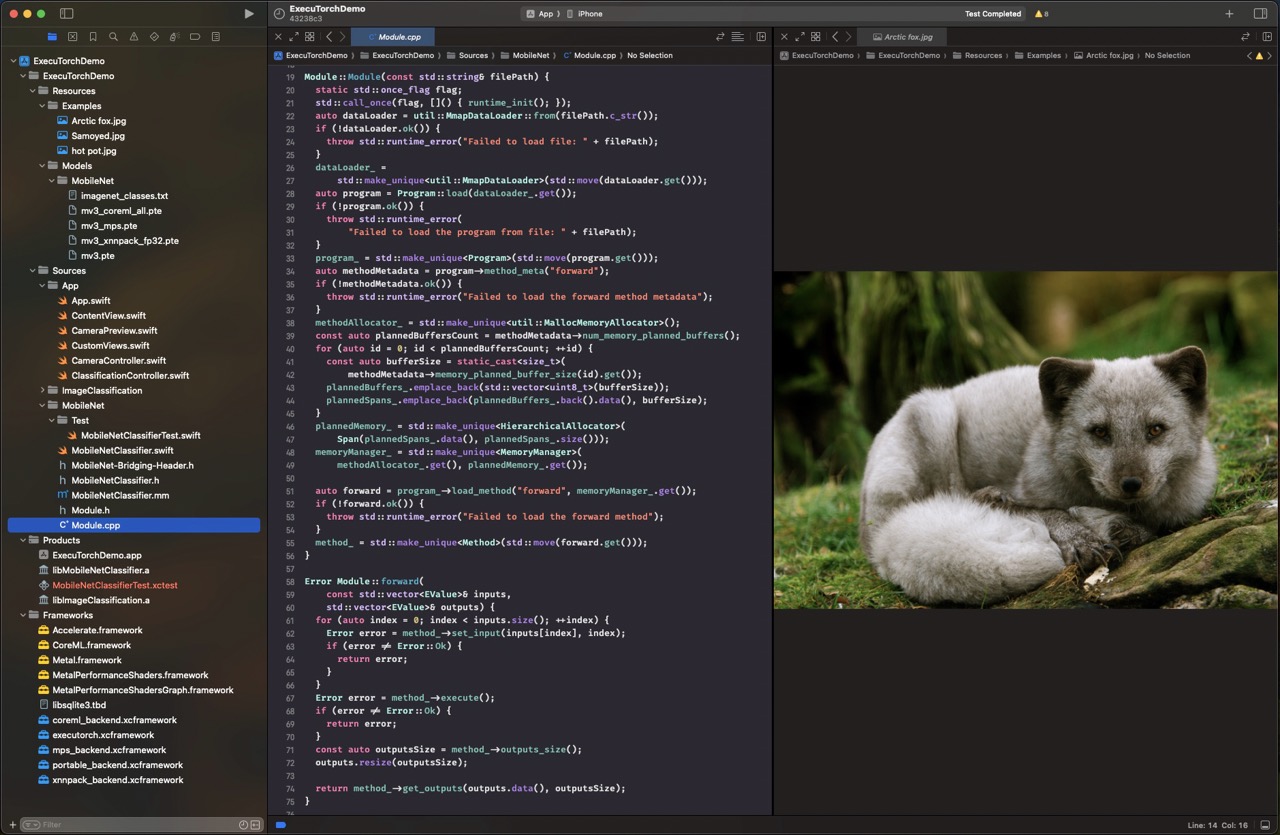 ExecuTorchDemo
43238c3
App 〉 iPhone
Test Completed
8
Module.cpp
Arctic fox.jpg
ExecuTorchDemo 〉 ExecuTorchDemo 〉 Sources 〉 MobileNet 〉 Module.cpp 〉 No Selection
ExecuTorchDemo 〉 ExecuTorchDemo 〉 Resources 〉 Examples 〉 Arctic fox.jpg 〉 No Selection
ExecuTorchDemo
ExecuTorchDemo
Resources
Examples
Arctic fox.jpg
Samoyed.jpg
hot pot.jpg
Models
MobileNet
imagenet_classes.txt
mv3_coreml_all.pte
mv3_mps.pte
mv3_xnnpack_fp32.pte
mv3.pte
Sources
App
App.swift
ContentView.swift
CameraPreview.swift
CustomViews.swift
CameraController.swift
ClassificationController.swift
ImageClassification
MobileNet
Test
MobileNetClassifierTest.swift
MobileNetClassifier.swift
MobileNet-Bridging-Header.h
MobileNetClassifier.h
MobileNetClassifier.mm
Module.h
Module.cpp
Products
ExecuTorchDemo.app
libMobileNetClassifier.a
MobileNetClassifierTest.xctest
libImageClassification.a
Frameworks
Accelerate.framework
CoreML.framework
Metal.framework
MetalPerformanceShaders.framework
MetalPerformanceShadersGraph.framework
libsqlite3.tbd
coreml_backend.xcframework
executorch.xcframework
mps_backend.xcframework
portable_backend.xcframework
xnnpack_backend.xcframework
Filter
19 Module::Module(const std::string& filePath) {
20 static std::once_flag flag;
21 std::call_once(flag, []() { runtime_init(); });
22 auto dataLoader = util::MmapDataLoader::from(filePath.c_str());
23 if (!dataLoader.ok()) {
24 throw std::runtime_error("Failed to load file: " + filePath);
25 }
26 dataLoader_ =
27 std::make_unique<util::MmapDataLoader>(std::move(dataLoader.get()));
28 auto program = Program::load(dataLoader_.get());
29 if (!program.ok()) {
30 throw std::runtime_error(
31 "Failed to load the program from file: " + filePath);
32 }
33 program_ = std::make_unique<Program>(std::move(program.get()));
34 auto methodMetadata = program->method_meta("forward");
35 if (!methodMetadata.ok()) {
36 throw std::runtime_error("Failed to load the forward method metadata");
37 }
38 methodAllocator_ = std::make_unique<util::MallocMemoryAllocator>();
39 const auto plannedBuffersCount = methodMetadata->num_memory_planned_buffers();
40 for (auto id = 0; id < plannedBuffersCount; ++id) {
41 const auto bufferSize = static_cast<size_t>(
42 methodMetadata->memory_planned_buffer_size(id).get());
43 plannedBuffers_.emplace_back(std::vector<uint8_t>(bufferSize));
44 plannedSpans_.emplace_back(plannedBuffers_.back().data(), bufferSize);
45 }
46 plannedMemory_ = std::make_unique<HierarchicalAllocator>(
47 Span(plannedSpans_.data(), plannedSpans_.size()));
48 memoryManager_ = std::make_unique<MemoryManager>(
49 methodAllocator_.get(), plannedMemory_.get());
50
51 auto forward = program_->load_method("forward", memoryManager_.get());
52 if (!forward.ok()) {
53 throw std::runtime_error("Failed to load the forward method");
54 }
55 method_ = std::make_unique<Method>(std::move(forward.get()));
56 }
57
58 Error Module::forward(
59 const std::vector<EValue>& inputs,
60 std::vector<EValue>& outputs) {
61 for (auto index = 0; index < inputs.size(); ++index) {
62 Error error = method_->set_input(inputs[index], index);
63 if (error != Error::Ok) {
64 return error;
65 }
66 }
67 Error error = method_->execute();
68 if (error != Error::Ok) {
69 return error;
70 }
71 const auto outputsSize = method_->outputs_size();
72 outputs.resize(outputsSize);
73
74 return method_->get_outputs(outputs.data(), outputsSize);
75 }
Line: 14 Col: 16